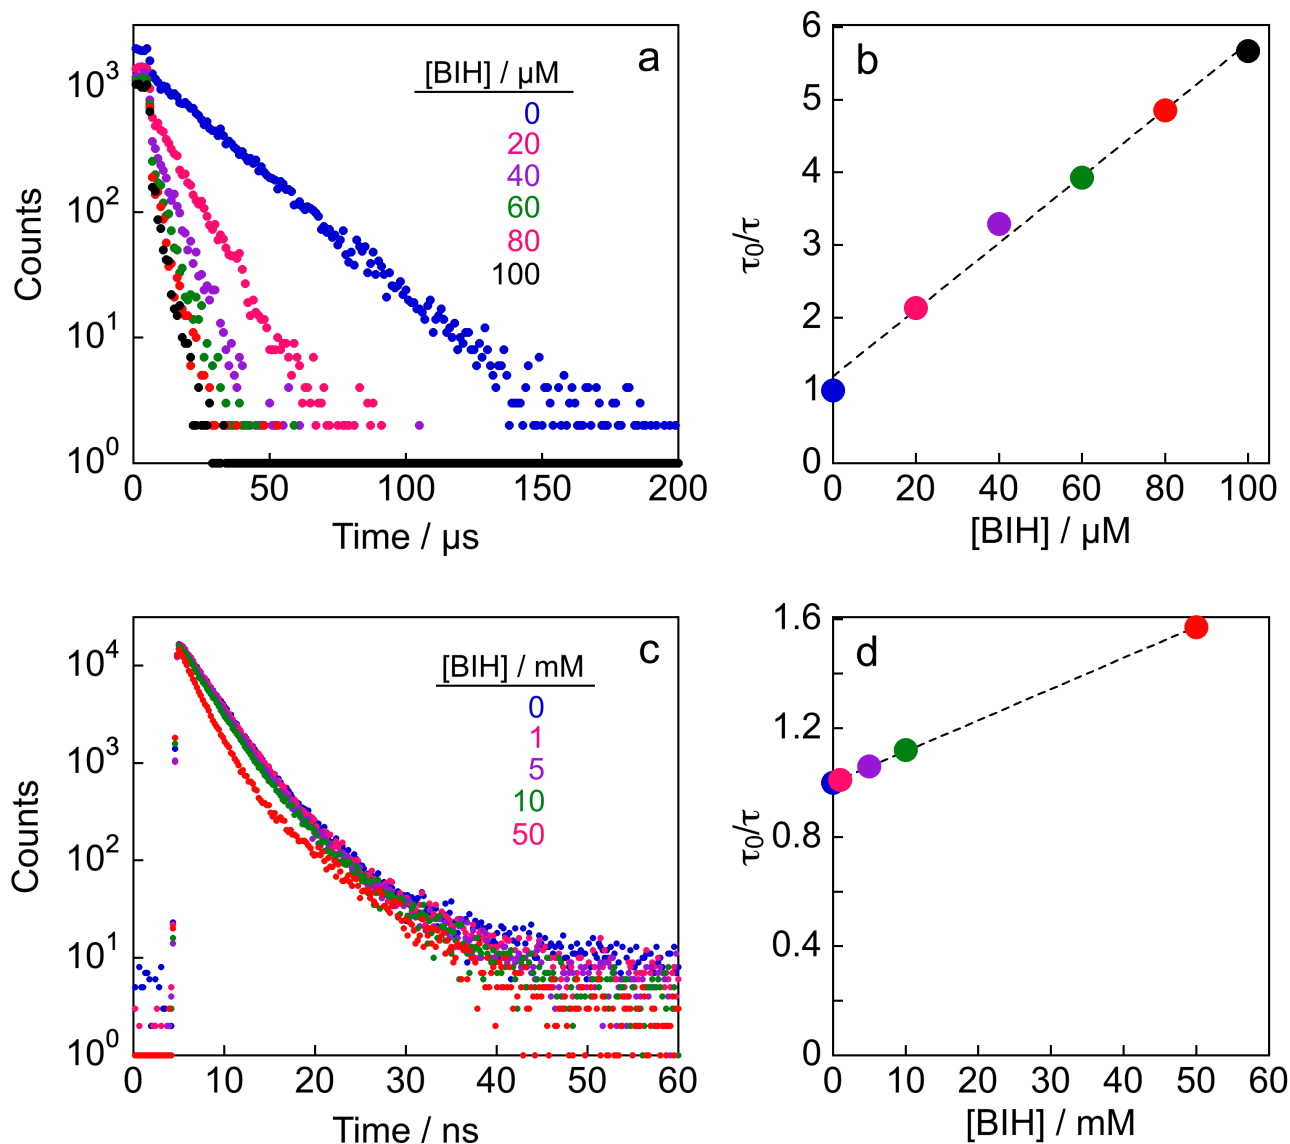 a
[BIH] / µM
0
20
40
60
80
100
10³
10²
10¹
10⁰
Counts
0 50 100 150 200
Time / µs
b
6
5
4
3
2
1
0
τ₀/τ
0 20 40 60 80 100
[BIH] / µM
c
[BIH] / mM
0
1
5
10
50
10⁴
10³
10²
10¹
10⁰
Counts
0 10 20 30 40 50 60
Time / ns
d
1.6
1.2
0.8
0.4
0
τ₀/τ
0 10 20 30 40 50 60
[BIH] / mM